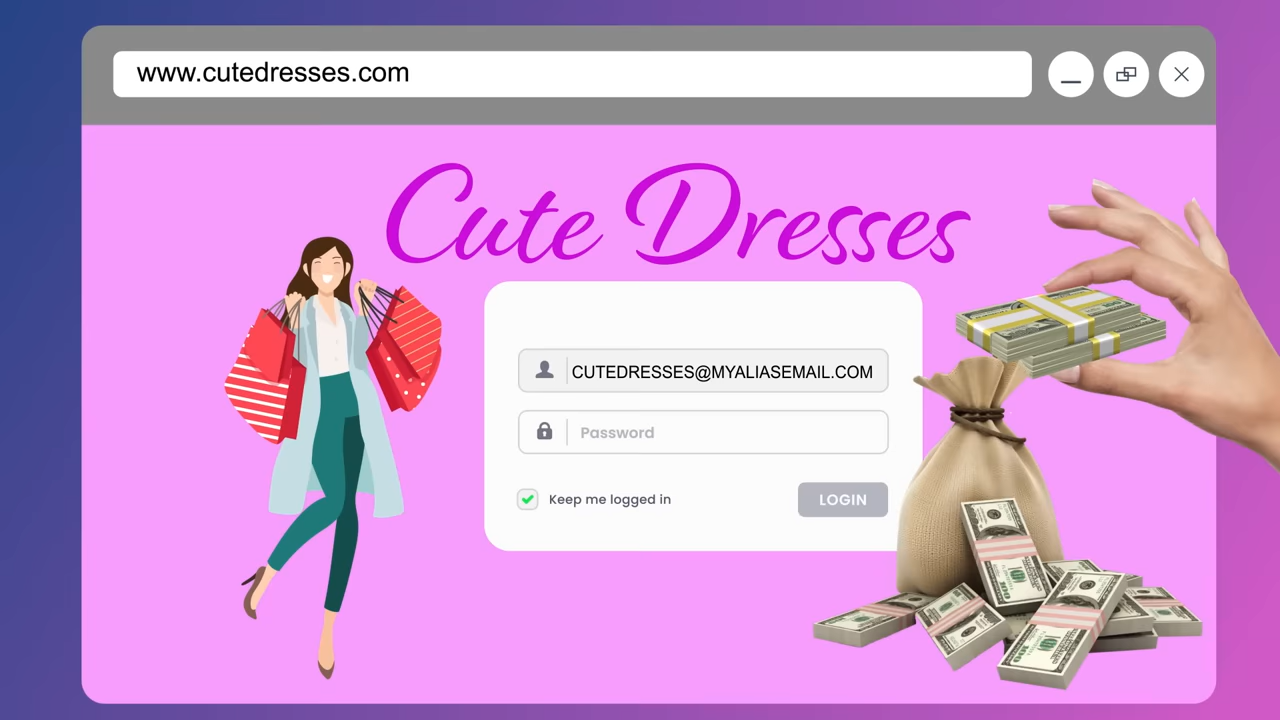 www.cutedresses.com
Cute Dresses
CUTEDRESSES@MYALIASEMAIL.COM
Password
Keep me logged in
LOGIN